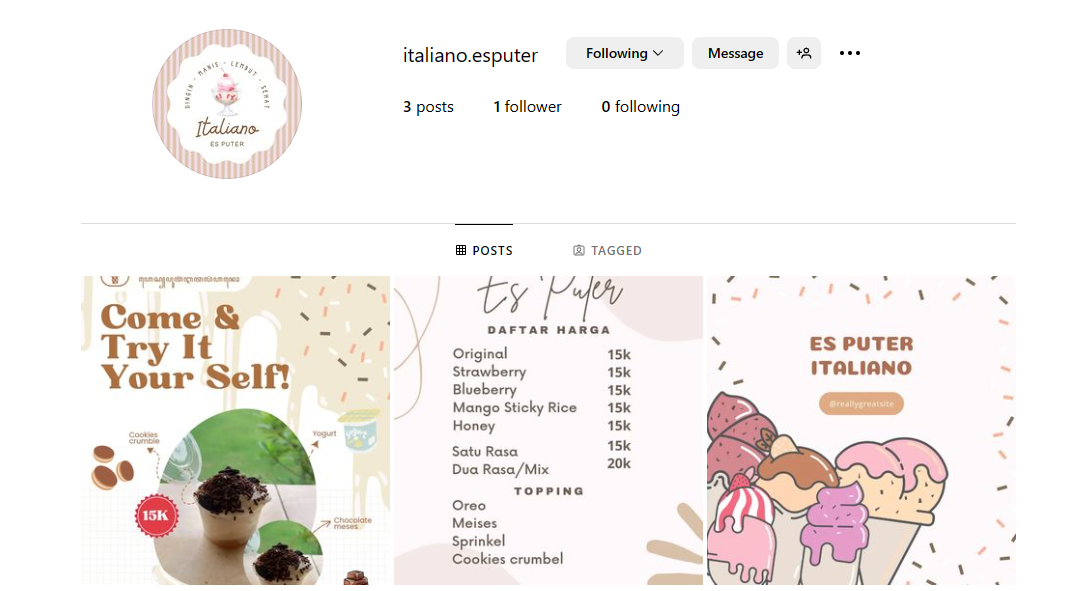 italiano.esputer
Following
Message
3 posts
1 follower
0 following
DINGIN · MANIS · LEMBUT · SEHAT
Italiano
ES PUTER
POSTS
TAGGED
Come &
Try It
Your Self!
Cookies
crumble
Yogurt
15K
Chocolate
meses
Es Puter
DAFTAR HARGA
Original 15k
Strawberry 15k
Blueberry 15k
Mango Sticky Rice 15k
Honey 15k
Satu Rasa 15k
Dua Rasa/Mix 20k
TOPPING
Oreo
Meises
Sprinkel
Cookies crumbel
ES PUTER
ITALIANO
@reallygreatsite